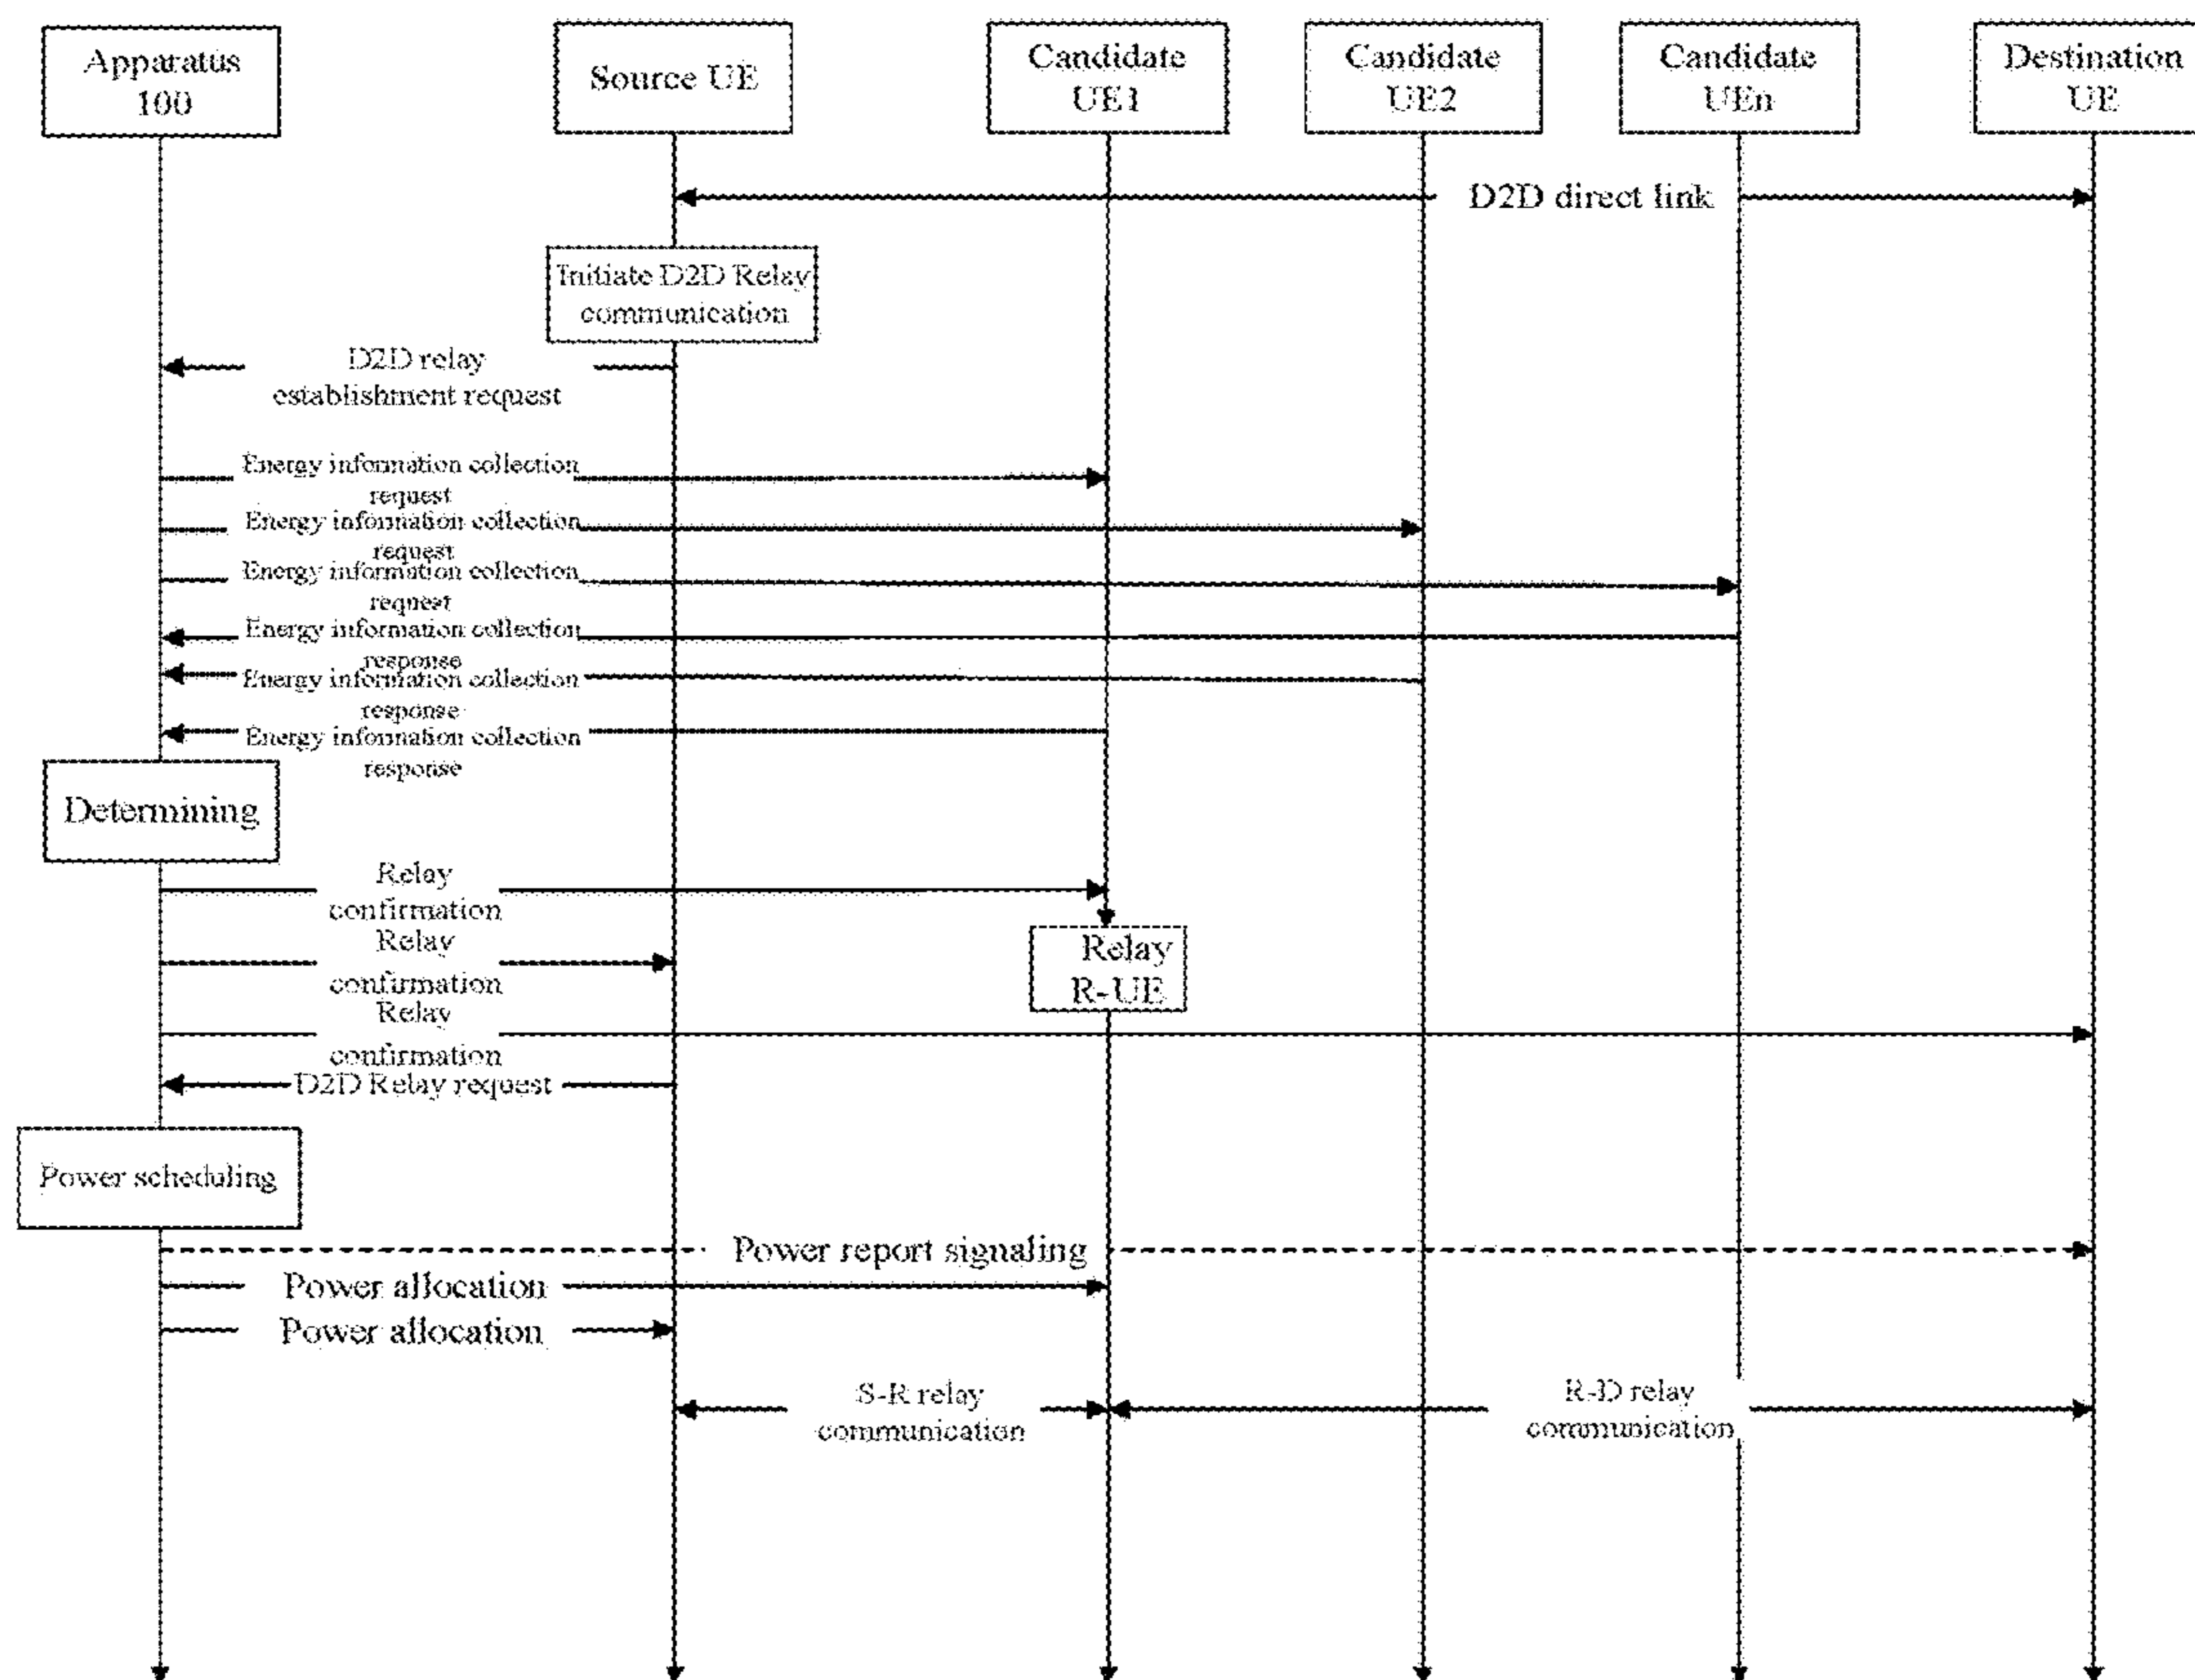 Apparatus
100
Source UE
Candidate
UE1
Candidate
UE2
Candidate
UEn
Destination
UE
D2D direct link
Initiate D2D Relay
communication
D2D relay
establishment request
Energy information collection
request
Energy information collection
request
Energy information collection
request
Energy information collection
response
Energy information collection
response
Energy information collection
response
Determining
Relay
confirmation
Relay
confirmation
Relay
R-UE
Relay
confirmation
D2D Relay request
Power scheduling
Power report signaling
Power allocation
Power allocation
S-R relay
communication
R-D relay
communication